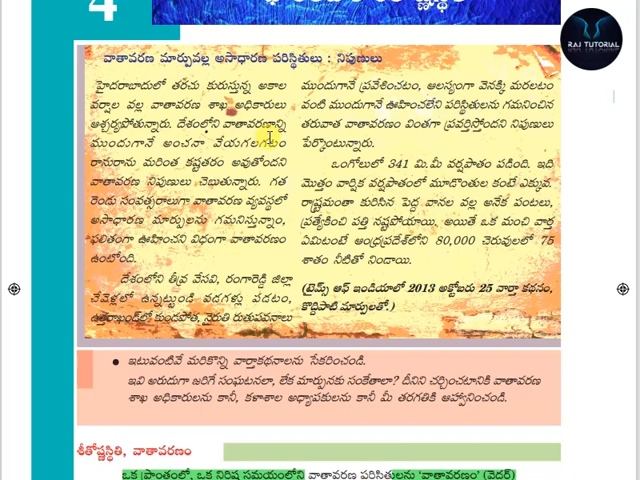 4
RAJ TUTORIAL
వాతావరణ మార్పువల్ల అసాధారణ పరిస్థితులు : నిపుణులు
హైదరాబాదులో తరచు కురుస్తున్న అకాల
వర్షాల వల్ల వాతావరణ శాఖ అధికారులు
ఆశ్చర్యపోతున్నారు. దేశంలోని వాతావరణాన్ని
ముందుగానే అంచనా వేయగలగటం
రానురాను మరింత కష్టతరం అవుతోందని
వాతావరణ నిపుణులు చెబుతున్నారు. గత
రెండు సంవత్సరాలుగా వాతావరణ వ్యవస్థలో
అసాధారణ మార్పులను గమనిస్తున్నాం,
ఫలితంగా ఊహించని విధంగా వాతావరణం
ఉంటోంది.
దేశంలోని తీవ్ర వేసవి, రంగారెడ్డి జిల్లా
చేవెళ్లలో ఉన్నట్టుండి వడగళ్లు పడటం,
ఉత్తరాఖండ్‌లో కుండపోత, నైరుతి రుతుపవనాలు
ముందుగానే ప్రవేశించటం, ఆలస్యంగా వెనక్కి మరలటం
వంటి ముందుగానే ఊహించలేని పరిస్థితులను గమనించిన
తరువాత వాతావరణం వింతగా ప్రవర్తిస్తోందని నిపుణులు
పేర్కొంటున్నారు.
ఒంగోలులో 341 మి.మీ వర్షపాతం పడింది. ఇది
మొత్తం వార్షిక వర్షపాతంలో మూడొంతుల కంటే ఎక్కువ.
రాష్ట్రమంతా కురిసిన పెద్ద వానల వల్ల అనేక పంటలు,
ప్రత్యేకించి పత్తి నష్టపోయాయి. అయితే ఒక మంచి వార్త
ఏమిటంటే ఆంధ్రప్రదేశ్‌లోని 80,000 చెరువులలో 75
శాతం నీటితో నిండాయి.
(టైమ్స్ ఆఫ్ ఇండియాలో 2013 అక్టోబరు 25 వార్తా కథనం,
కొద్దిపాటి మార్పులతో.)
● ఇటువంటివే మరికొన్ని వార్తాకథనాలను సేకరించండి.
ఇవి అరుదుగా జరిగే సంఘటనలా, లేక మార్పునకు సంకేతాలా? దీనిని చర్చించటానికి వాతావరణ
శాఖ అధికారులను కానీ, కళాశాల అధ్యాపకులను కానీ మీ తరగతికి ఆహ్వానించండి.
శీతోష్ణస్థితి, వాతావరణం
ఒక ప్రాంతంలో, ఒక నిర్దిష్ట సమయంలోని వాతావరణ పరిస్థితులను 'వాతావరణం' (వెదర్)